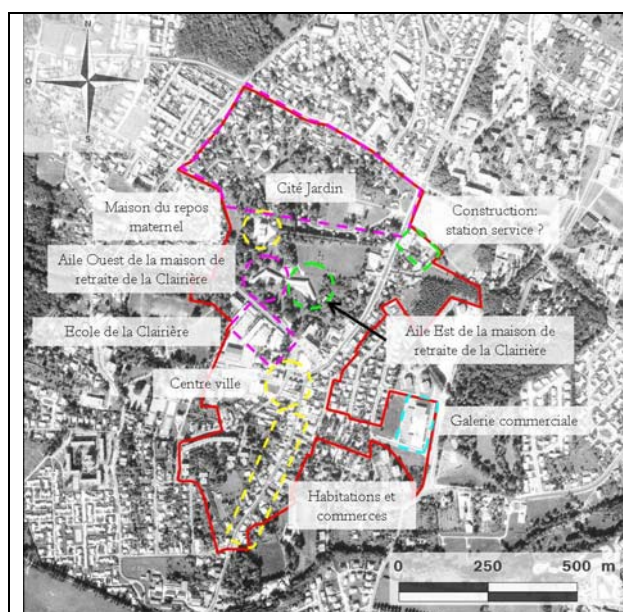 N
O
E
S
Cité Jardin
Maison du repos
maternel
Construction:
station service ?
Aile Ouest de la maison de
retraite de la Clairière
Ecole de la Clairière
Aile Est de la maison de
retraite de la Clairière
Centre ville
Galerie commerciale
Habitations et
commerces
0 250 500 m